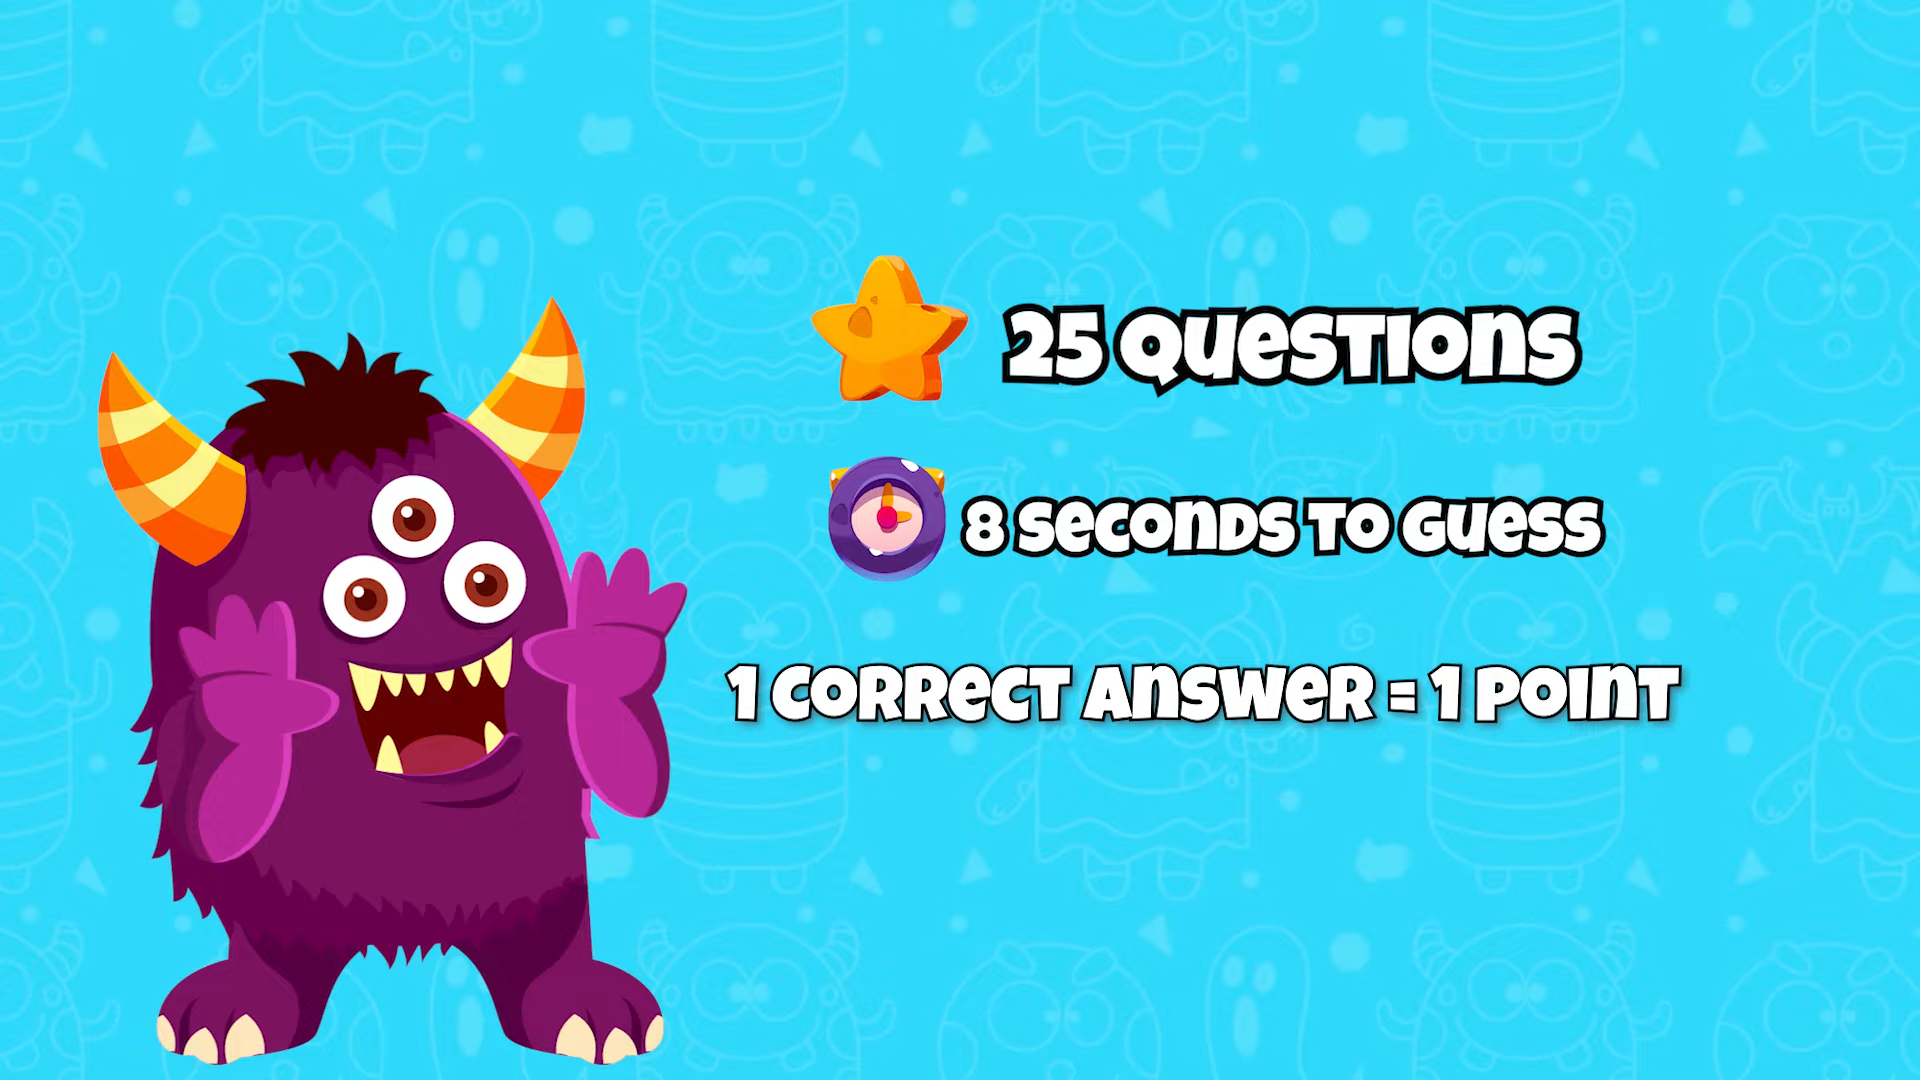 25 Questions
8 seconds to guess
1 correct answer = 1 point